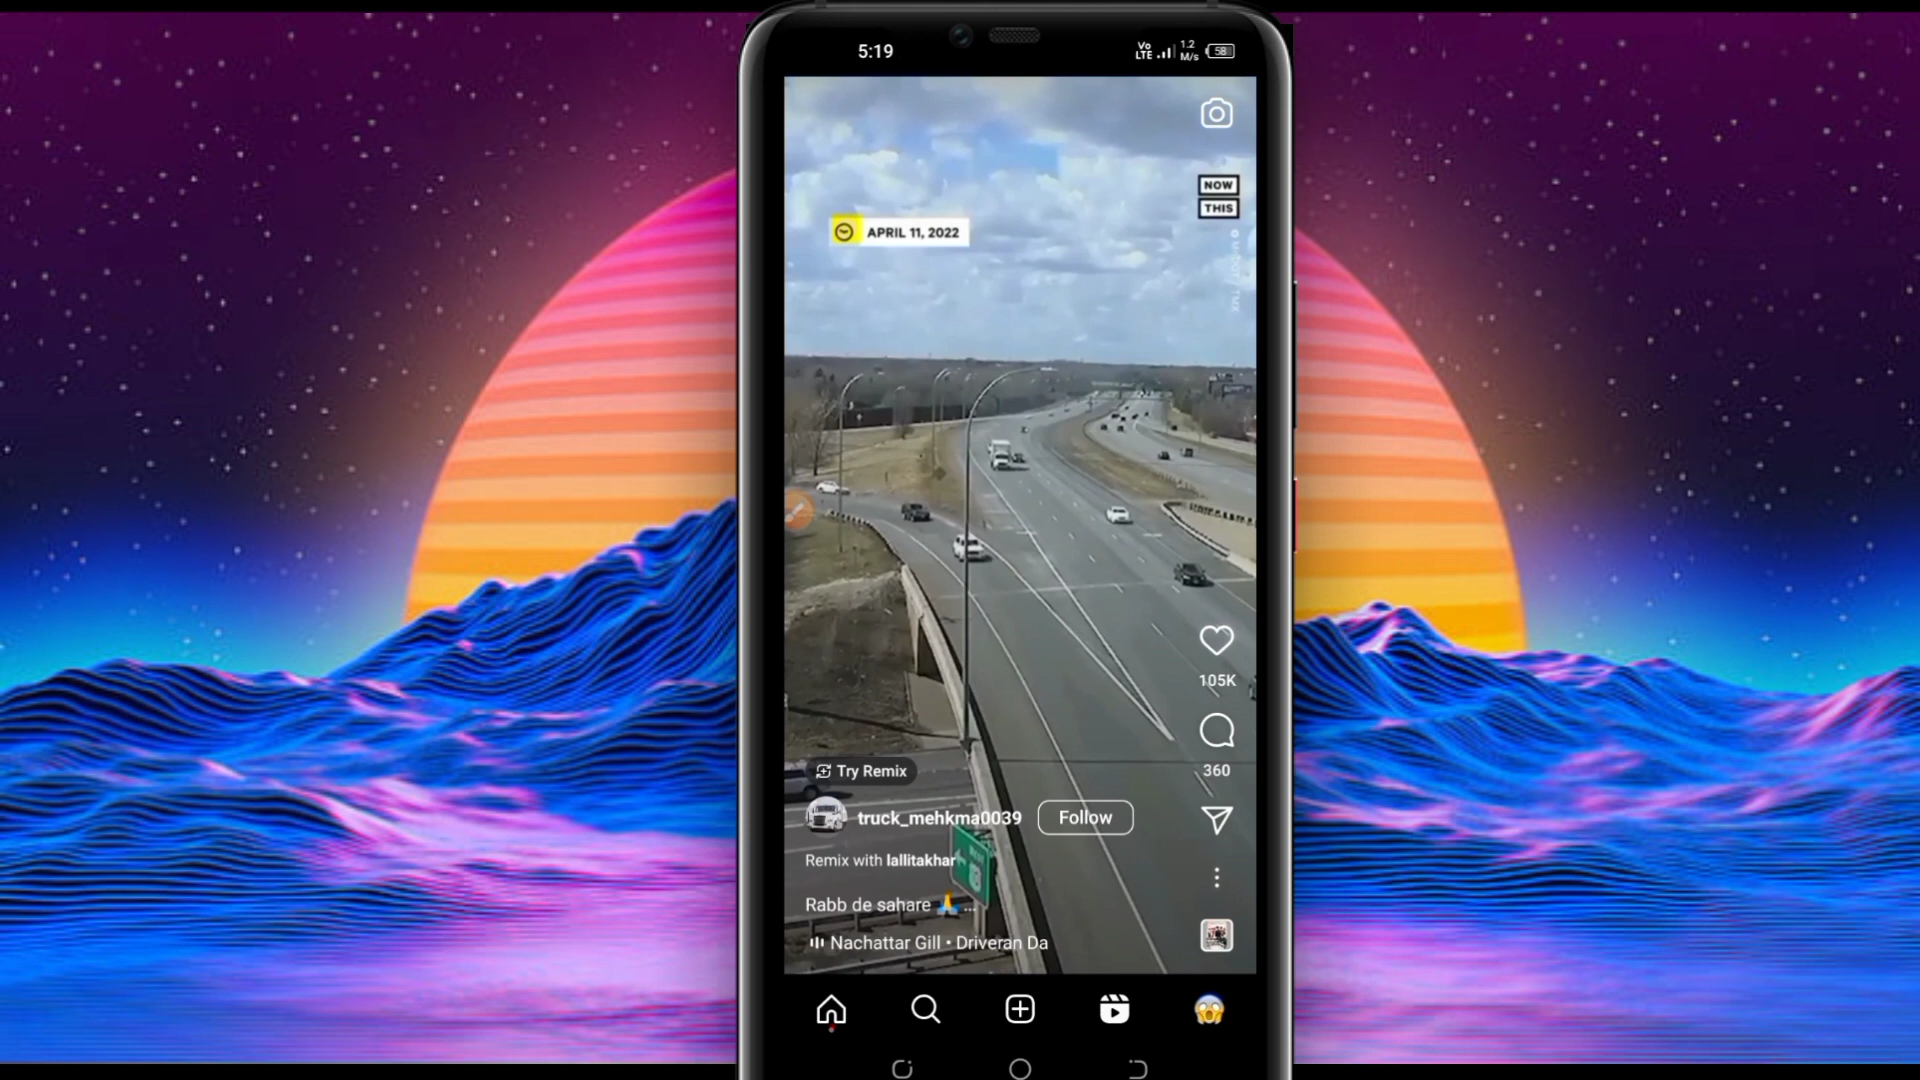 5:19
Vo
LTE
1.2
M/s
58
NOW
THIS
APRIL 11, 2022
105K
360
Try Remix
truck_mehkma0039
Follow
Remix with lallitakhar
Rabb de sahare 🙏 ...
Nachattar Gill • Driveran Da